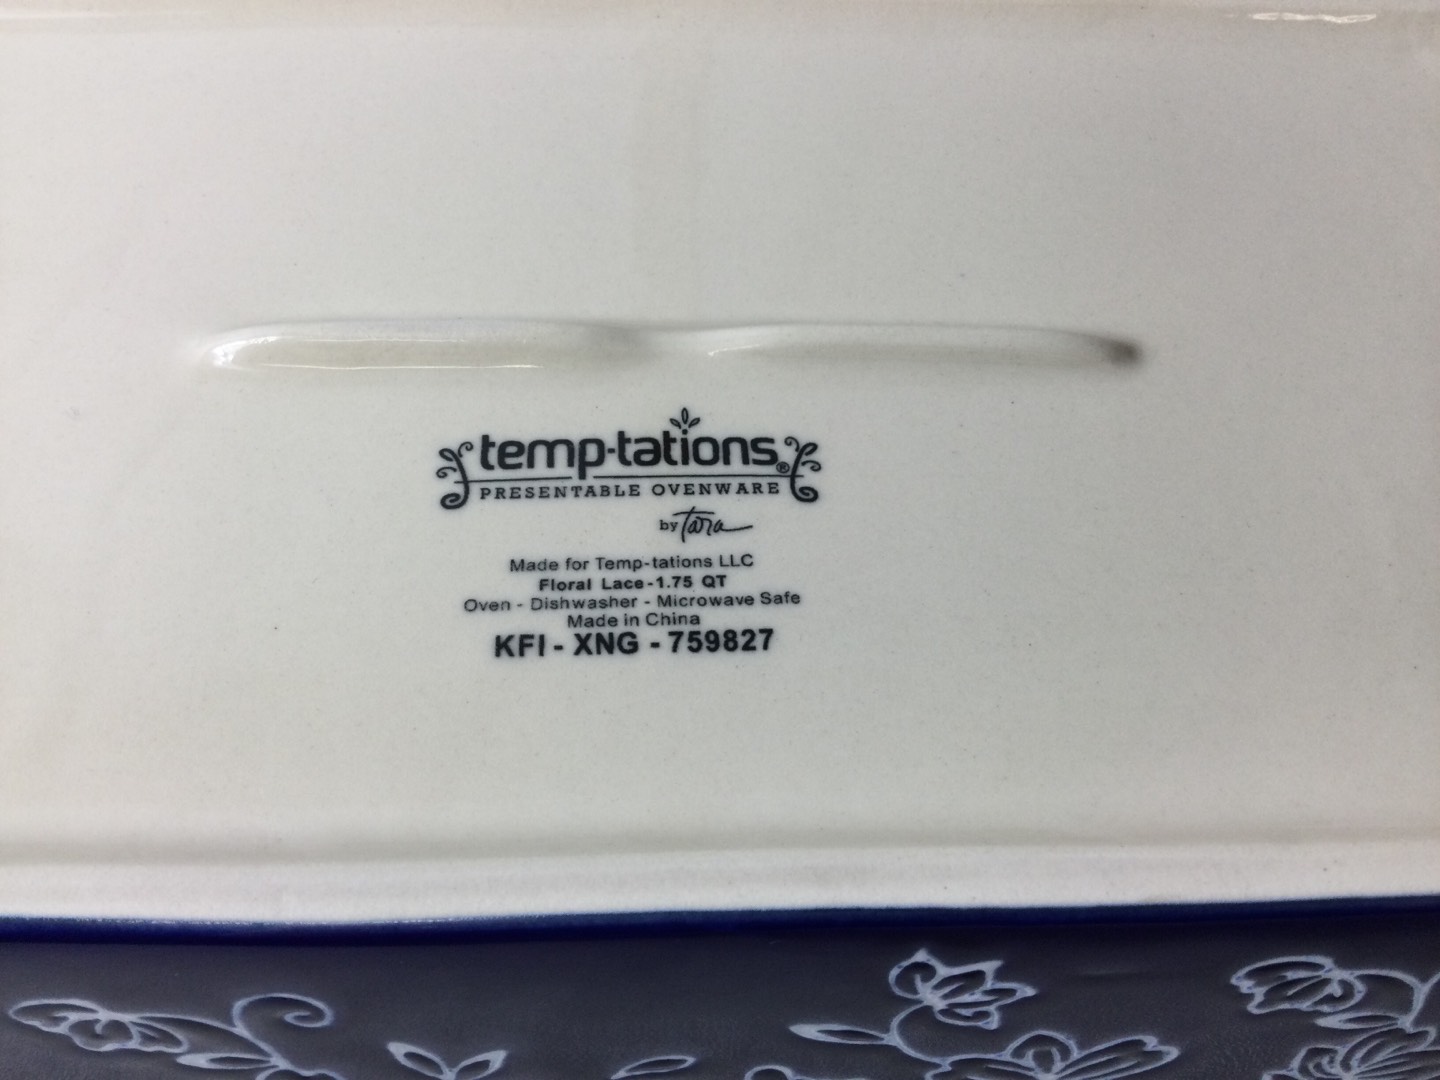 temp-tations®
PRESENTABLE OVENWARE
by Tara
Made for Temp-tations LLC
Floral Lace-1.75 QT
Oven - Dishwasher - Microwave Safe
Made in China
KFI - XNG - 759827